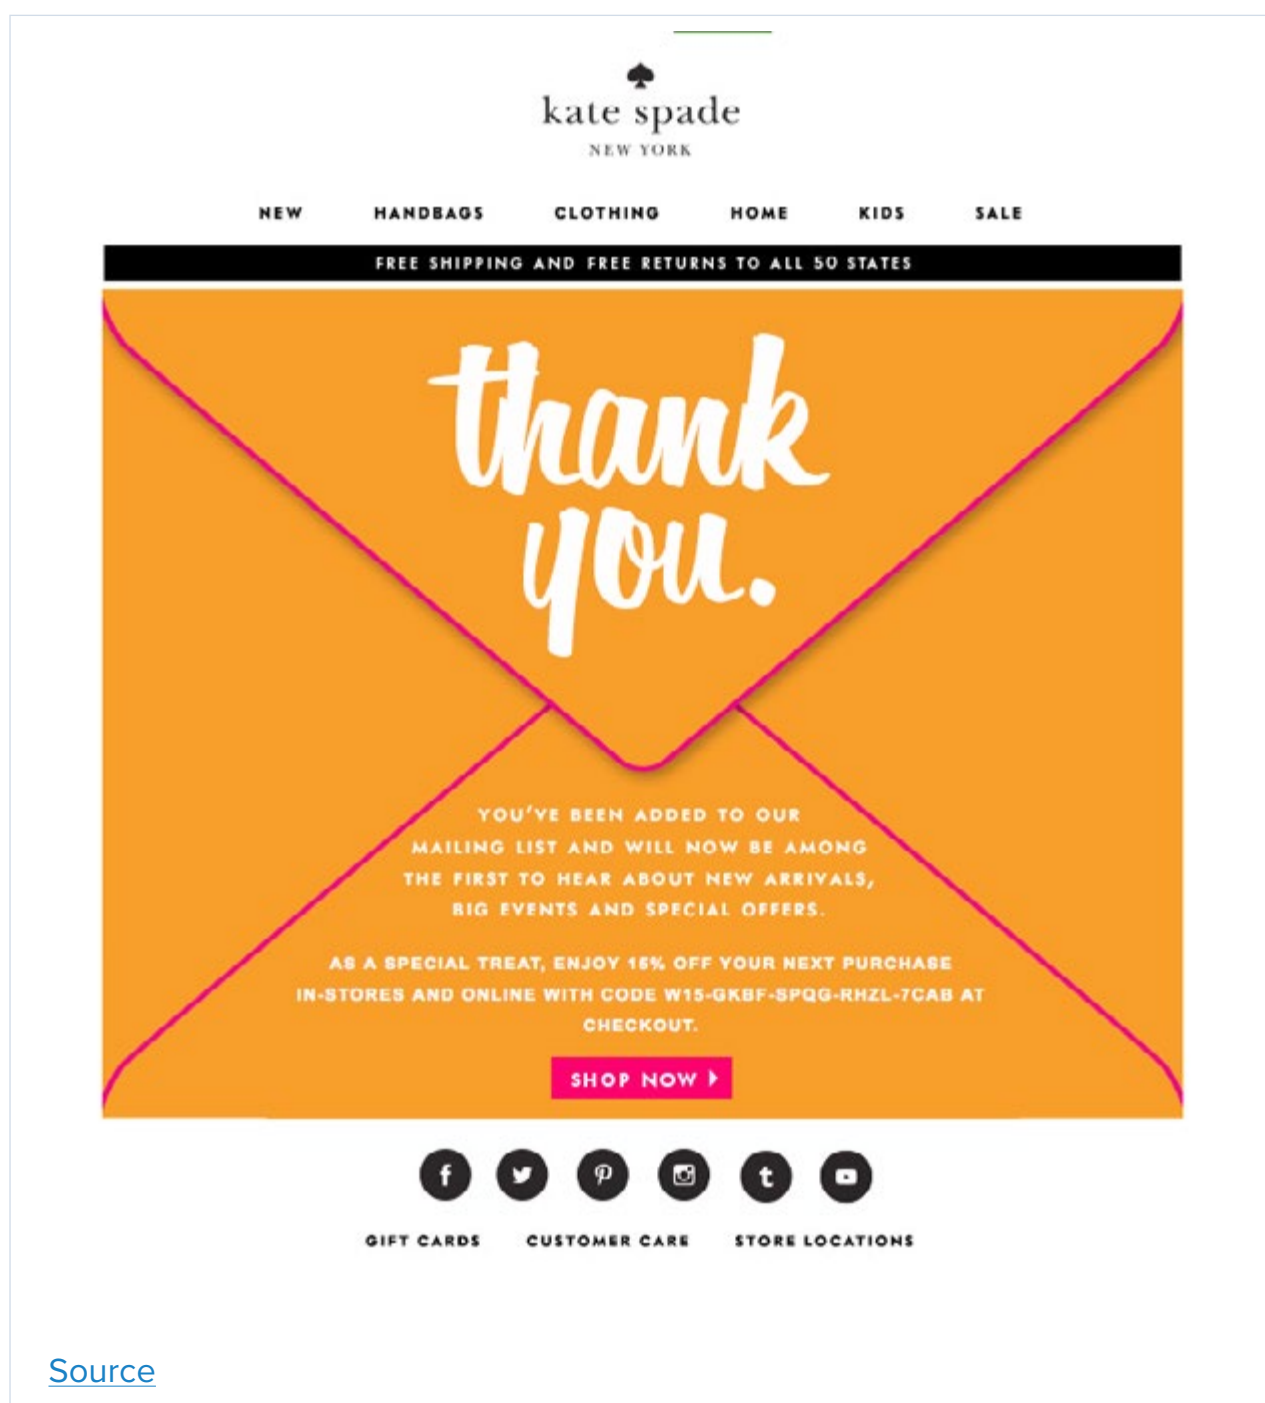 kate spade
NEW YORK
NEW HANDBAGS CLOTHING HOME KIDS SALE
FREE SHIPPING AND FREE RETURNS TO ALL 50 STATES
thank
you.
YOU'VE BEEN ADDED TO OUR
MAILING LIST AND WILL NOW BE AMONG
THE FIRST TO HEAR ABOUT NEW ARRIVALS,
BIG EVENTS AND SPECIAL OFFERS.
AS A SPECIAL TREAT, ENJOY 15% OFF YOUR NEXT PURCHASE
IN-STORES AND ONLINE WITH CODE W15-GKBF-SPQG-RHZL-7CAB AT
CHECKOUT.
SHOP NOW
GIFT CARDS CUSTOMER CARE STORE LOCATIONS
Source